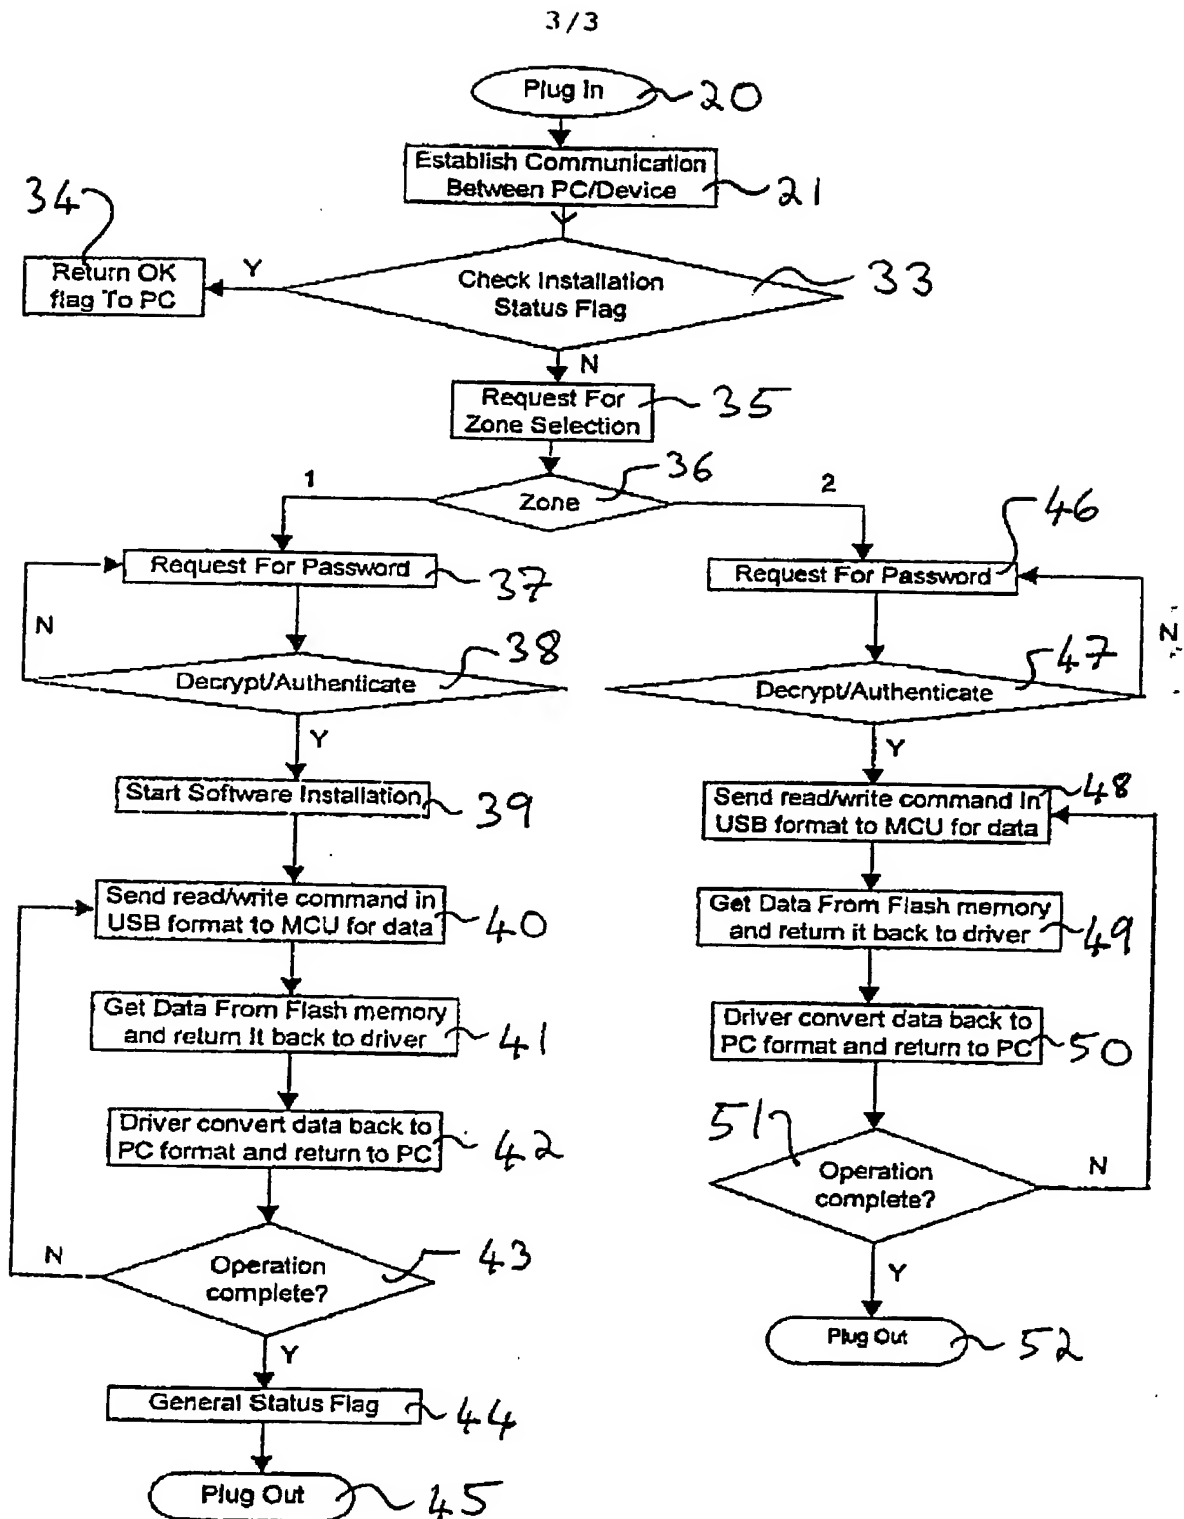 3/3
Plug In
20
Establish Communication
Between PC/Device
21
34
Return OK
flag To PC
Y
Check Installation
Status Flag
33
N
Request For
Zone Selection
35
1
Zone
36
2
Request For Password
37
N
Decrypt/Authenticate
38
Y
Start Software Installation
39
Send read/write command in
USB format to MCU for data
40
Get Data From Flash memory
and return It back to driver
41
Driver convert data back to
PC format and return to PC
42
N
Operation
complete?
43
Y
General Status Flag
44
Plug Out
45
46
Request For Password
N
47
Decrypt/Authenticate
Y
48
Send read/write command in
USB format to MCU for data
Get Data From Flash memory
and return it back to driver
49
Driver convert data back to
PC format and return to PC
50
51
Operation
complete?
N
Y
Plug Out
52